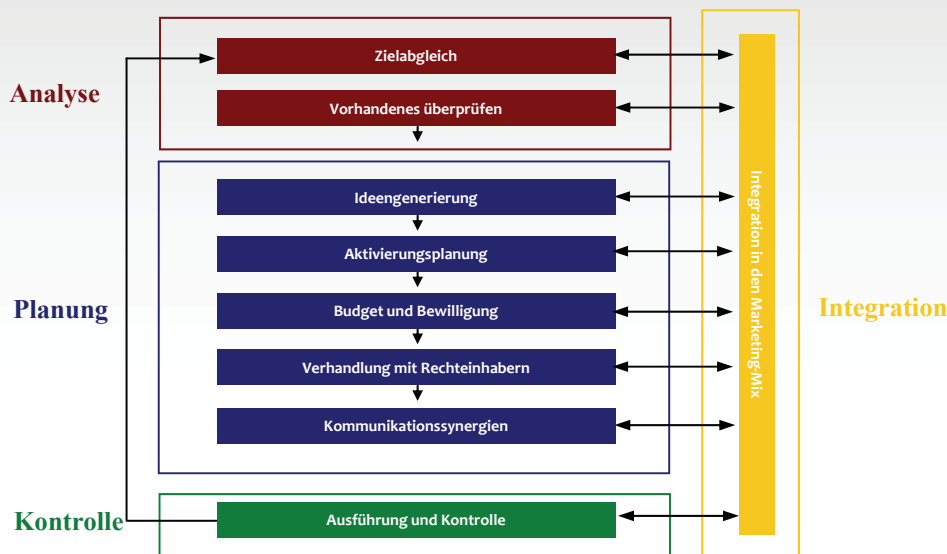 Zielabgleich
Analyse
Vorhandenes überprüfen
Ideengenerierung
Aktivierungsplanung
Planung
Budget und Bewilligung
Verhandlung mit Rechteinhabern
Kommunikationssynergien
Kontrolle
Ausführung und Kontrolle
Integration in den Marketing-Mix
Integration